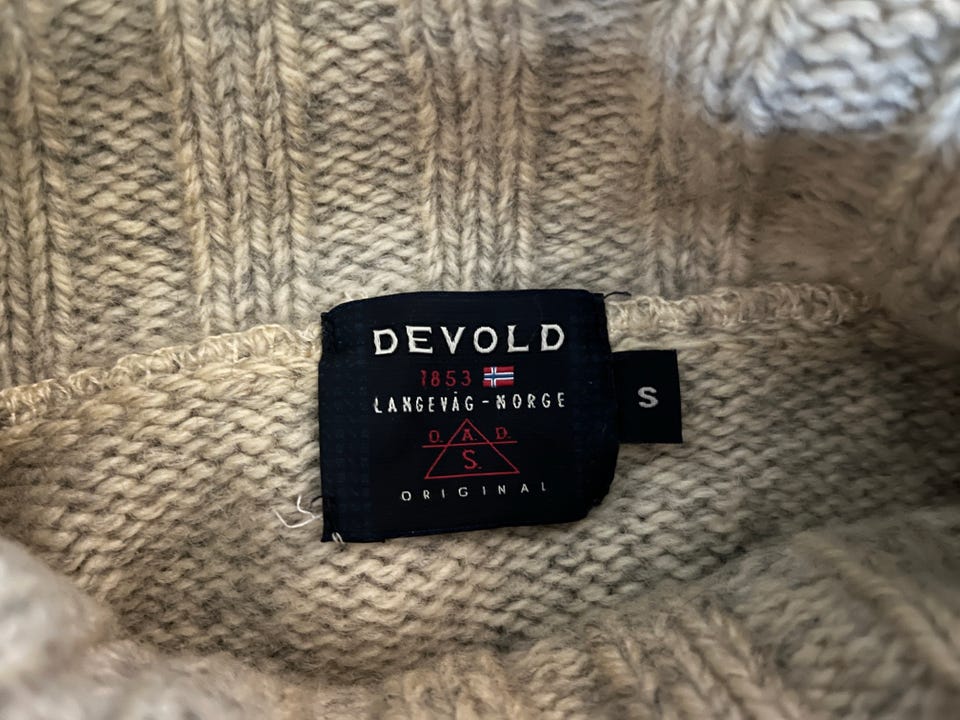 DEVOLD
1853
LANGEVÅG-NORGE
O. A. D.
S.
ORIGINAL
S